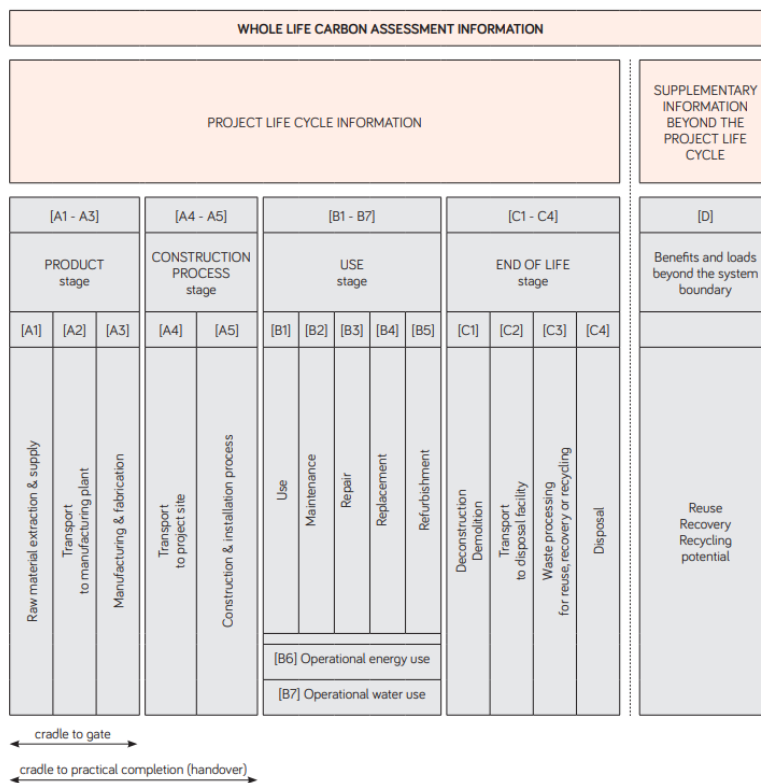 WHOLE LIFE CARBON ASSESSMENT INFORMATION
PROJECT LIFE CYCLE INFORMATION
SUPPLEMENTARY
INFORMATION
BEYOND THE
PROJECT LIFE
CYCLE
[A1 - A3]
[A4 - A5]
[B1 - B7]
[C1 - C4]
[D]
PRODUCT
stage
CONSTRUCTION
PROCESS
stage
USE
stage
END OF LIFE
stage
Benefits and loads
beyond the system
boundary
[A1]
[A2]
[A3]
[A4]
[A5]
[B1]
[B2]
[B3]
[B4]
[B5]
[C1]
[C2]
[C3]
[C4]
Raw material extraction & supply
Transport
to manufacturing plant
Manufacturing & fabrication
Transport
to project site
Construction & installation process
Use
Maintenance
Repair
Replacement
Refurbishment
Deconstruction
Demolition
Transport
to disposal facility
Waste processing
for reuse, recovery or recycling
Disposal
Reuse
Recovery
Recycling
potential
[B6] Operational energy use
[B7] Operational water use
cradle to gate
cradle to practical completion (handover)